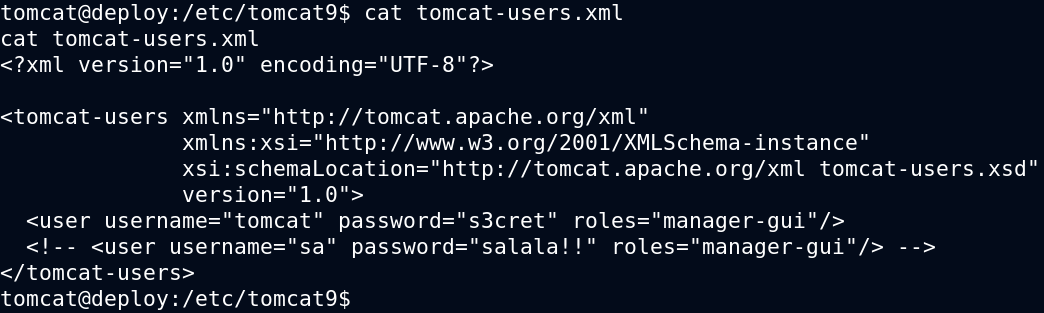 tomcat@deploy:/etc/tomcat9$ cat tomcat-users.xml
cat tomcat-users.xml
<?xml version="1.0" encoding="UTF-8"?>

<tomcat-users xmlns="http://tomcat.apache.org/xml"
              xmlns:xsi="http://www.w3.org/2001/XMLSchema-instance"
              xsi:schemaLocation="http://tomcat.apache.org/xml tomcat-users.xsd"
              version="1.0">
  <user username="tomcat" password="s3cret" roles="manager-gui"/>
  <!-- <user username="sa" password="salala!!" roles="manager-gui"/> -->
</tomcat-users>
tomcat@deploy:/etc/tomcat9$